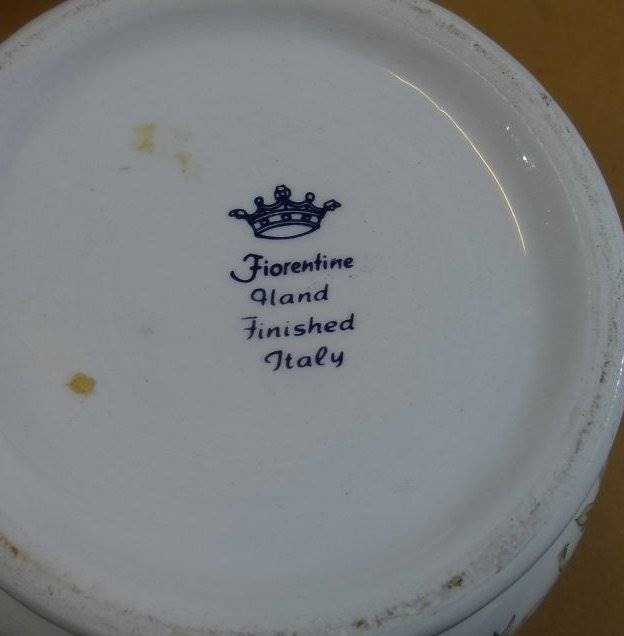 Fiorentine
Hand
Finished
Italy